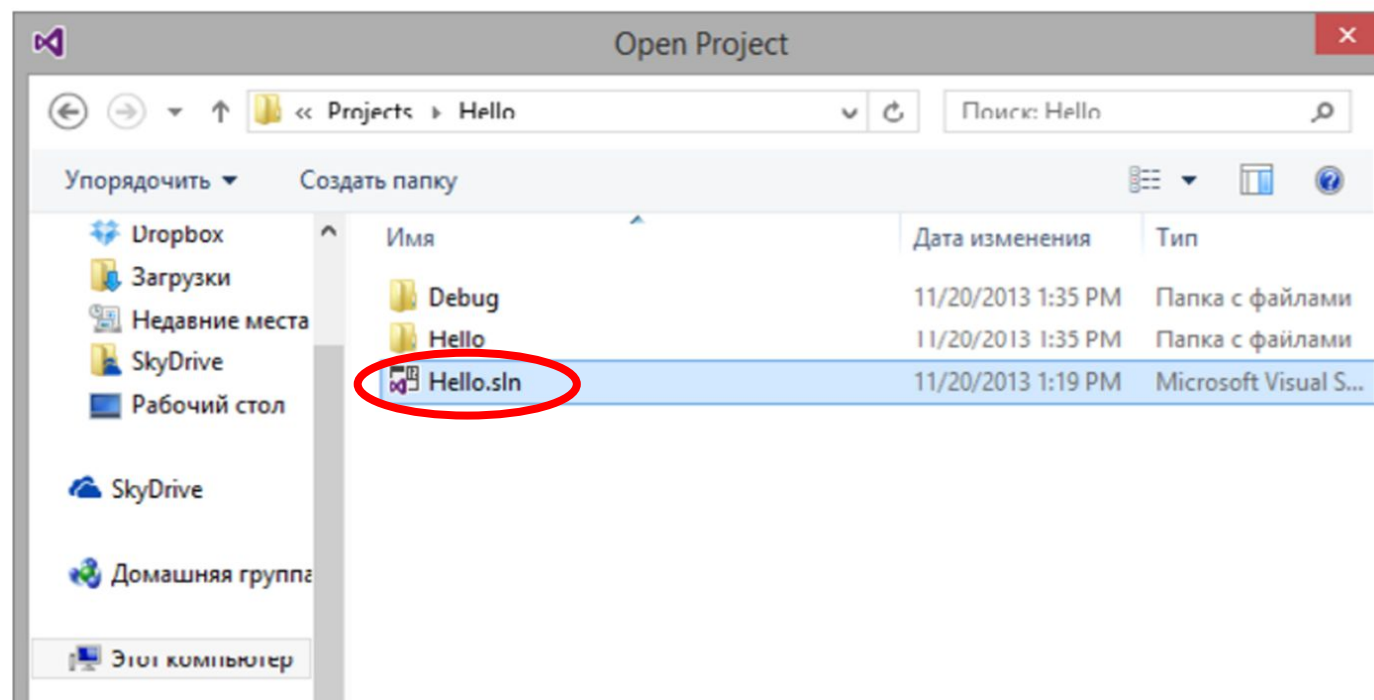 Open Project
« Projects Hello
Поиск: Hello
Упорядочить
Создать папку
Dropbox
Загрузки
Недавние места
SkyDrive
Рабочий стол
SkyDrive
Домашняя группа
Этот компьютер
Имя Дата изменения Тип
Debug 11/20/2013 1:35 PM Папка с файлами
Hello 11/20/2013 1:35 PM Папка с файлами
Hello.sln 11/20/2013 1:19 PM Microsoft Visual S...